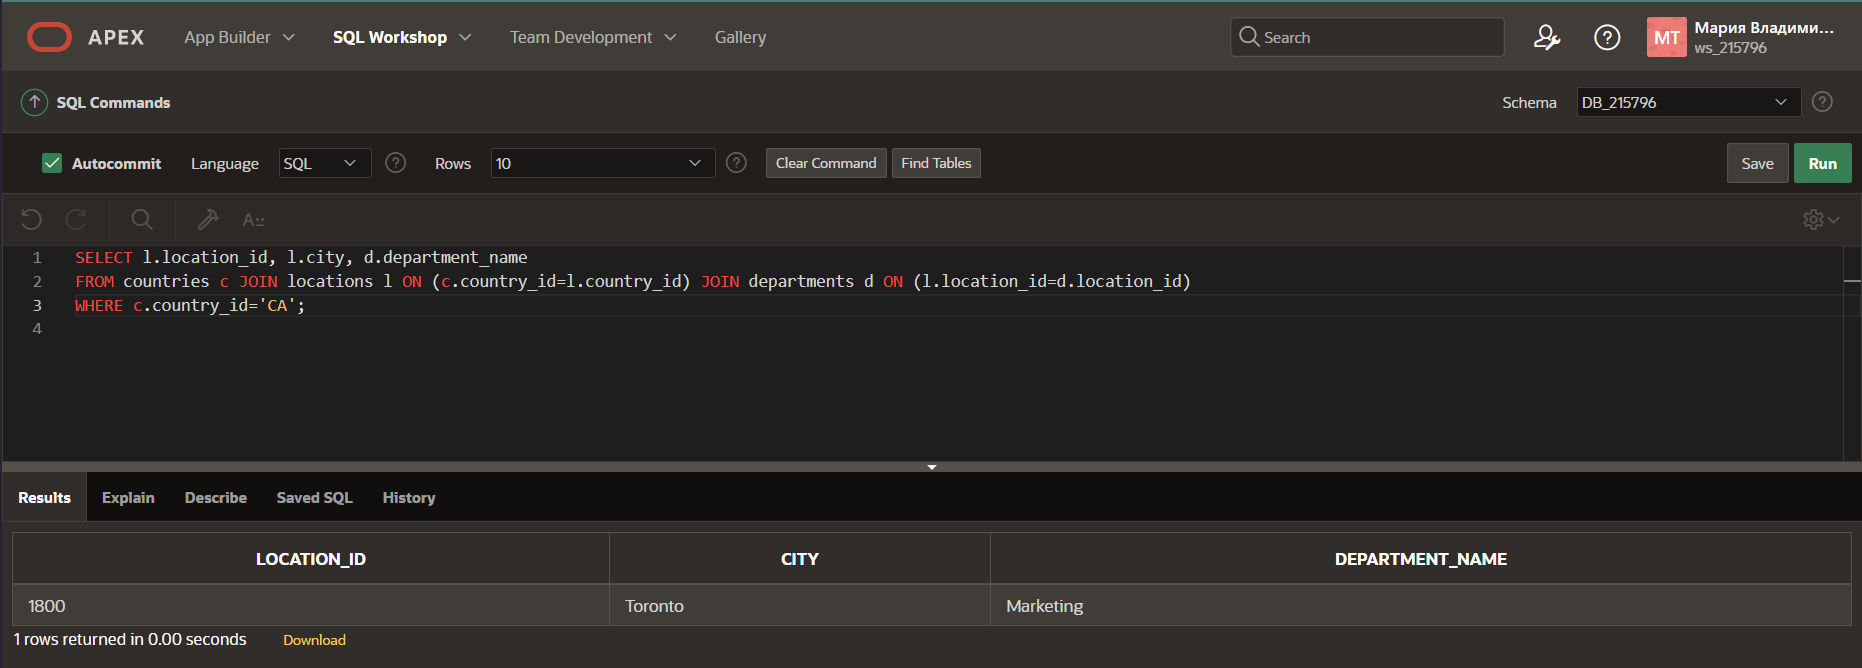 APEX App Builder SQL Workshop Team Development Gallery Search ? MT Мария Владими...
ws_215796
SQL Commands Schema DB_215796 ?
Autocommit Language SQL ? Rows 10 ? Clear Command Find Tables Save Run
A::
1 SELECT l.location_id, l.city, d.department_name
2 FROM countries c JOIN locations l ON (c.country_id=l.country_id) JOIN departments d ON (l.location_id=d.location_id)
3 WHERE c.country_id='CA';
4
Results Explain Describe Saved SQL History
LOCATION_ID CITY DEPARTMENT_NAME
1800 Toronto Marketing
1 rows returned in 0.00 seconds Download